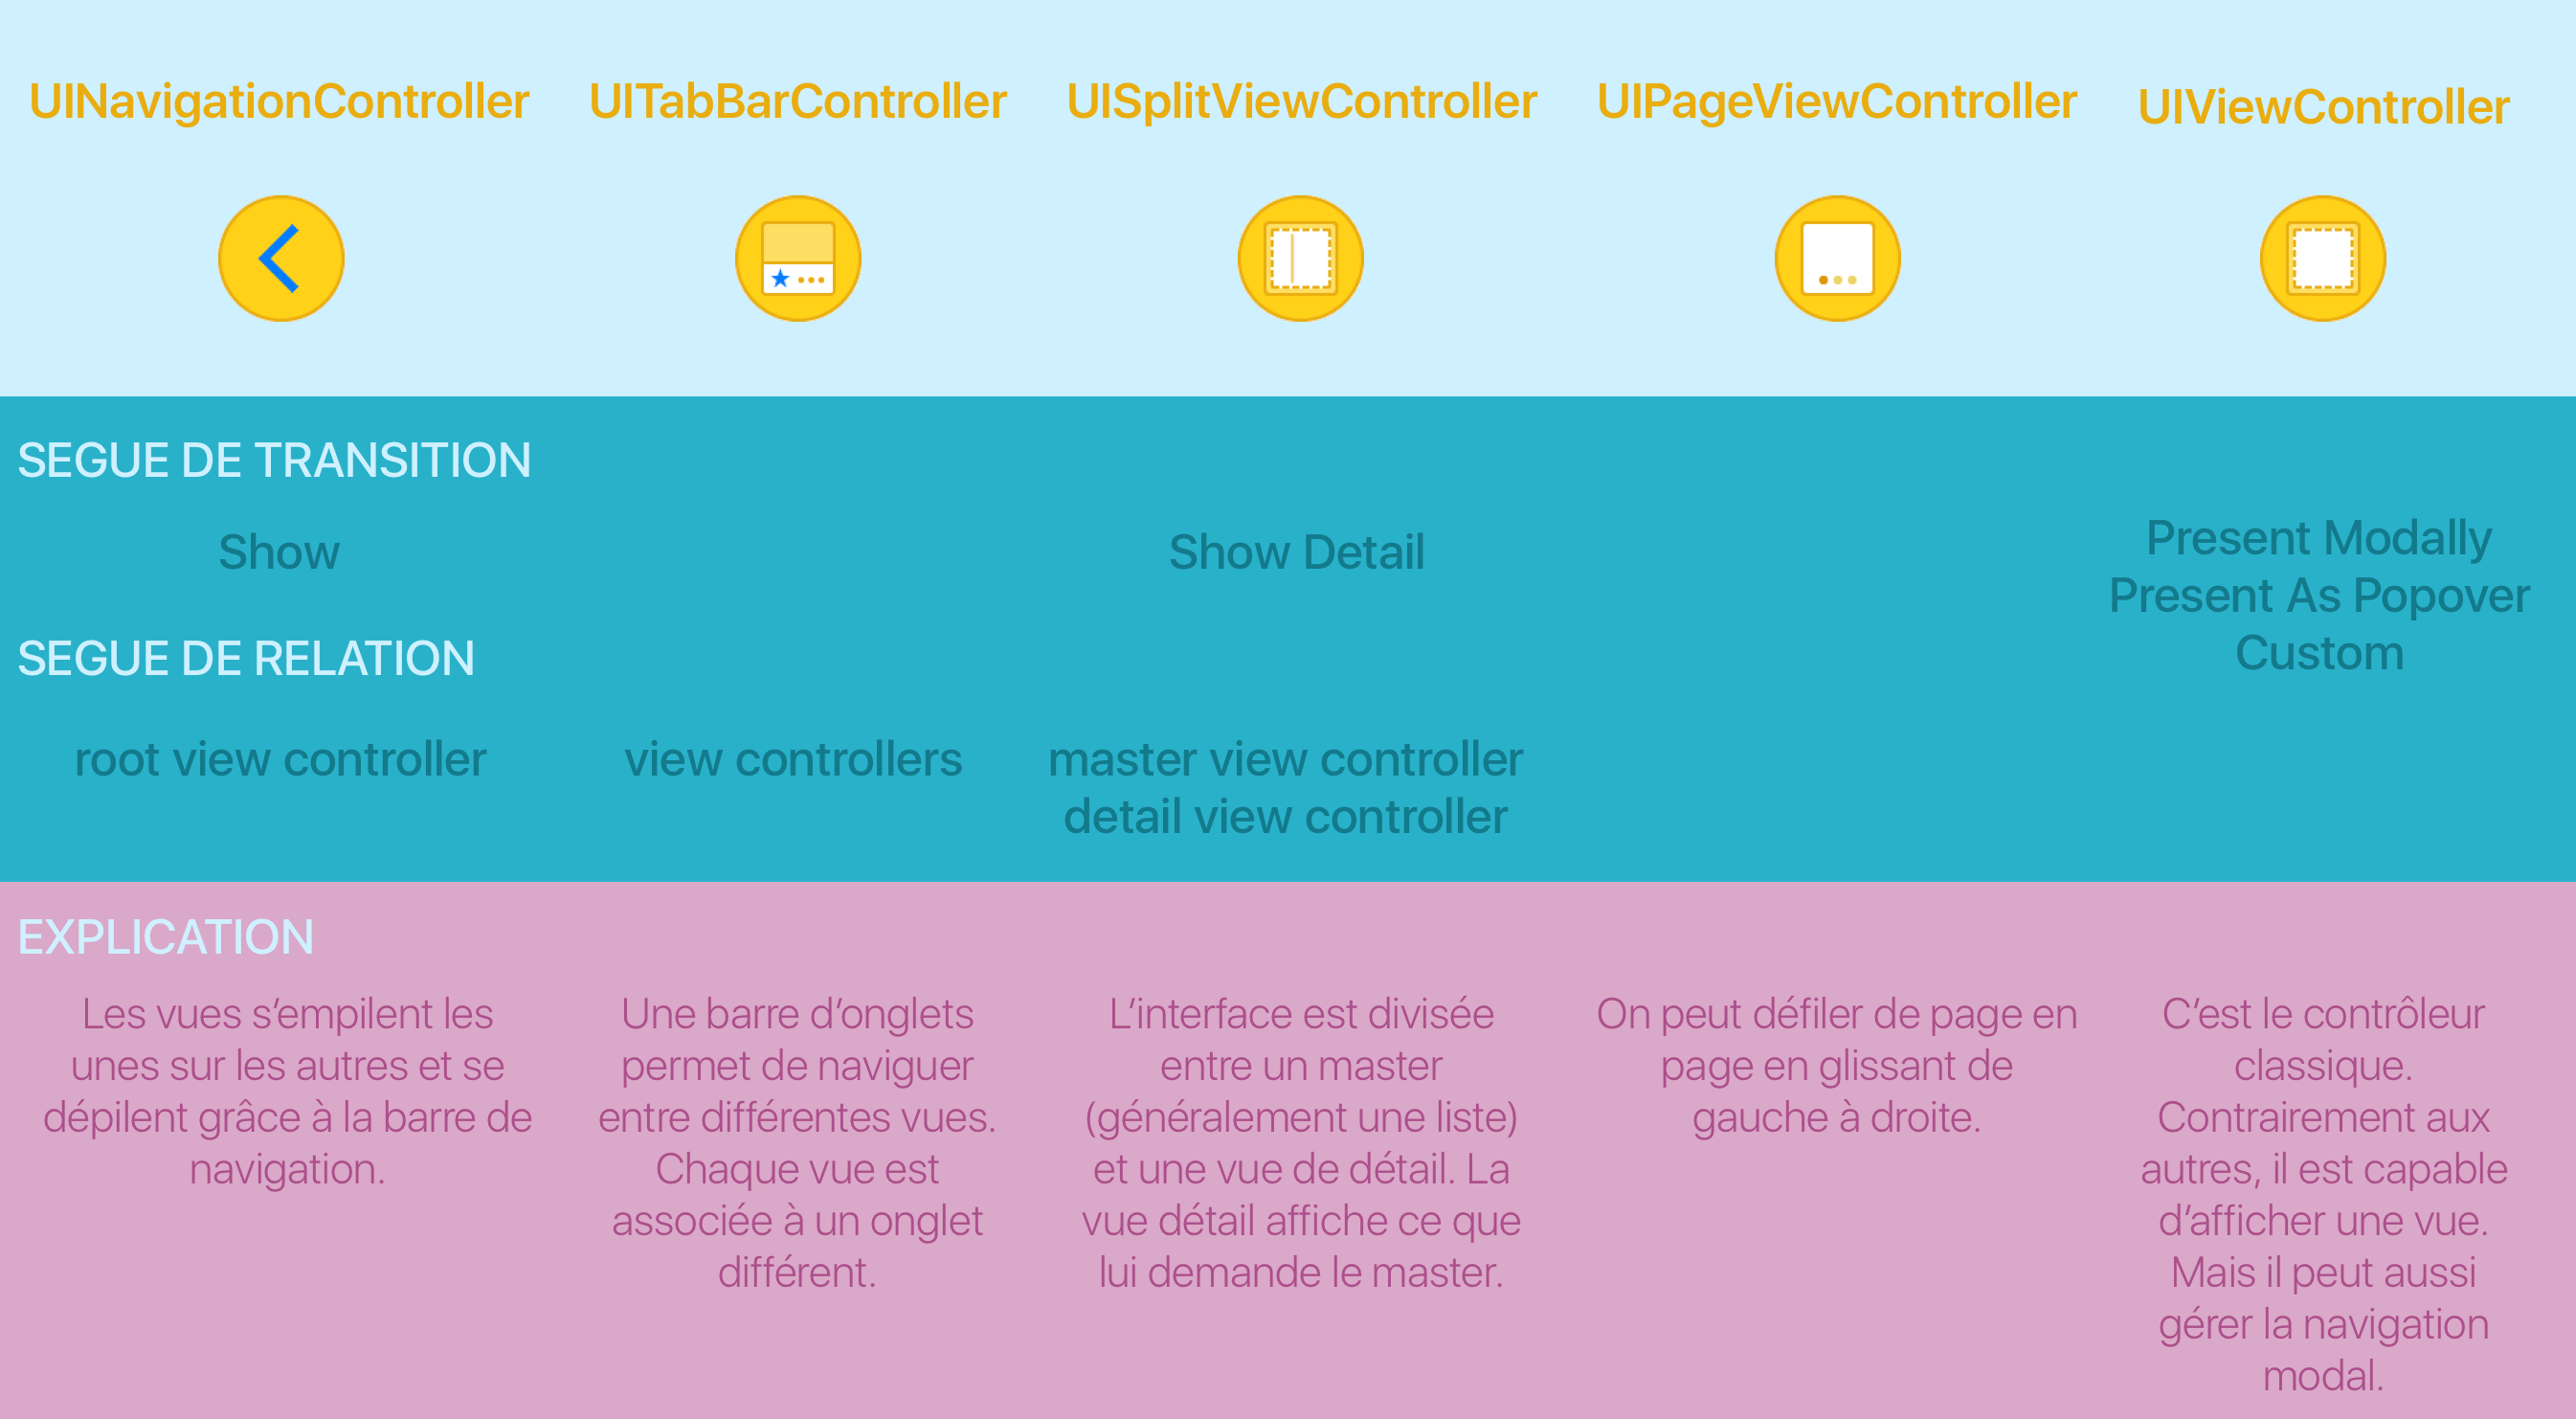 UINavigationController
UITabBarController
UISplitViewController
UIPageViewController
UIViewController
SEGUE DE TRANSITION
Show
Show Detail
Present Modally
Present As Popover
Custom
SEGUE DE RELATION
root view controller
view controllers
master view controller
detail view controller
EXPLICATION
Les vues s’empilent les
unes sur les autres et se
dépilent grâce à la barre de
navigation.
Une barre d’onglets
permet de naviguer
entre différentes vues.
Chaque vue est
associée à un onglet
différent.
L’interface est divisée
entre un master
(généralement une liste)
et une vue de détail. La
vue détail affiche ce que
lui demande le master.
On peut défiler de page en
page en glissant de
gauche à droite.
C’est le contrôleur
classique.
Contrairement aux
autres, il est capable
d’afficher une vue.
Mais il peut aussi
gérer la navigation
modal.